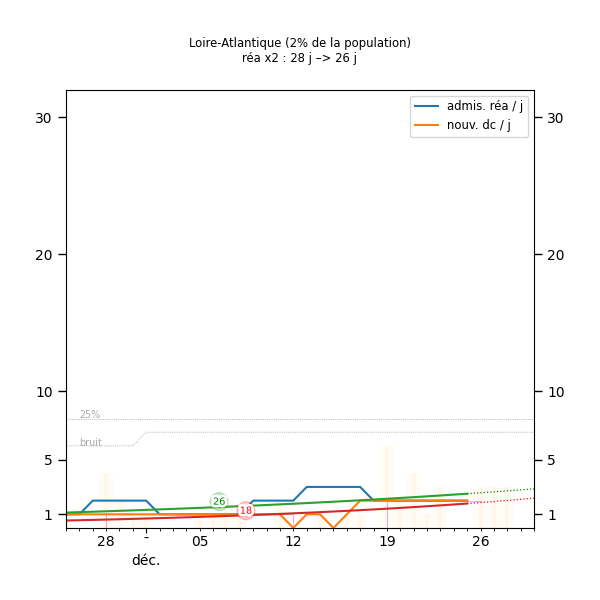 Loire-Atlantique (2% de la population)
réa x2 : 28 j –> 26 j
admis. réa / j
nouv. dc / j
30 30
20 20
10 10
25%
bruit
5 5
26
18
1 1
28 - 05 12 19 26
déc.